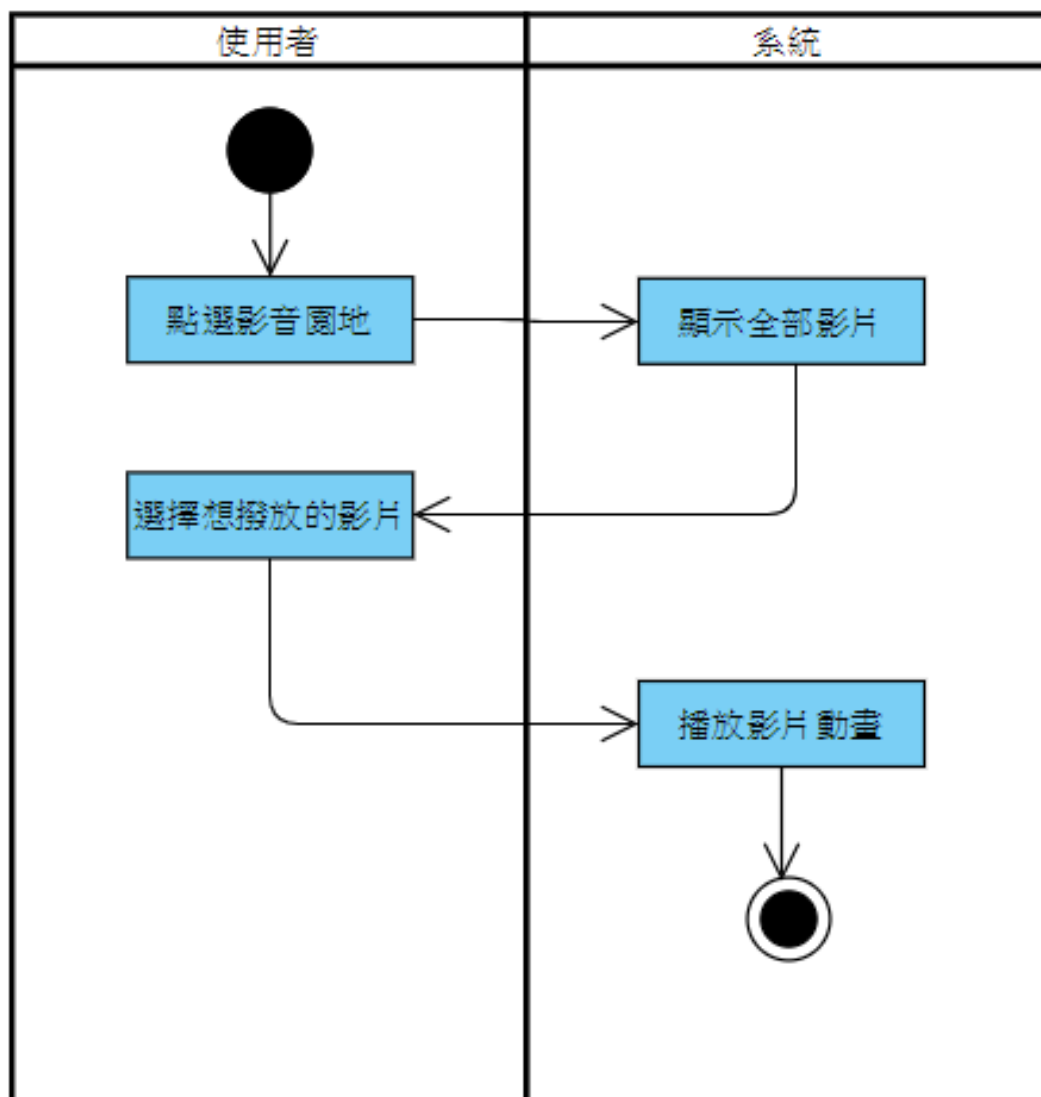 使用者
系統
點選影音園地
顯示全部影片
選擇想撥放的影片
播放影片動畫